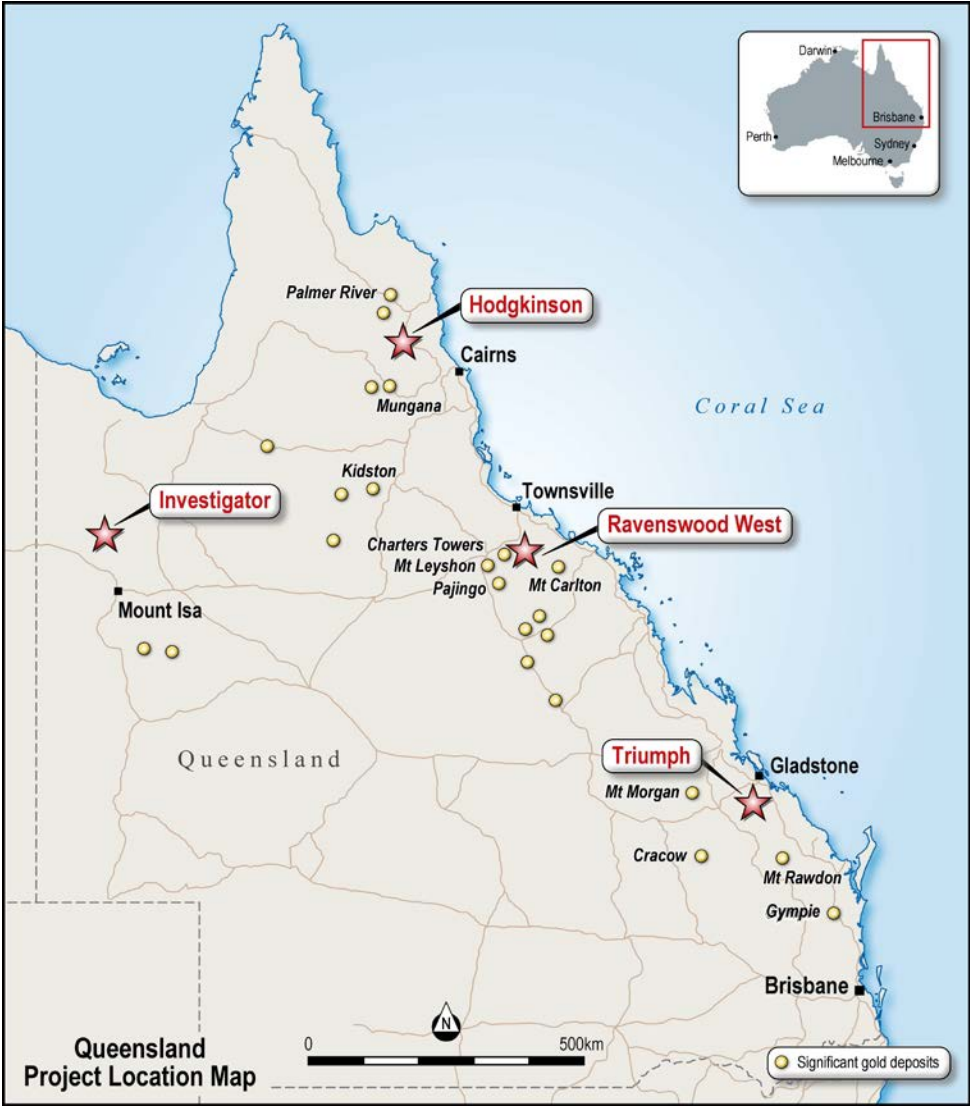 Darwin
Brisbane
Perth
Sydney
Melbourne
Palmer River
Hodgkinson
Cairns
Mungana
Coral Sea
Kidston
Investigator
Townsville
Ravenswood West
Charters Towers
Mt Leyshon
Pajingo
Mt Carlton
Mount Isa
Queensland
Triumph
Gladstone
Mt Morgan
Cracow
Mt Rawdon
Gympie
Brisbane
N
0 500km
Queensland
Project Location Map
Significant gold deposits